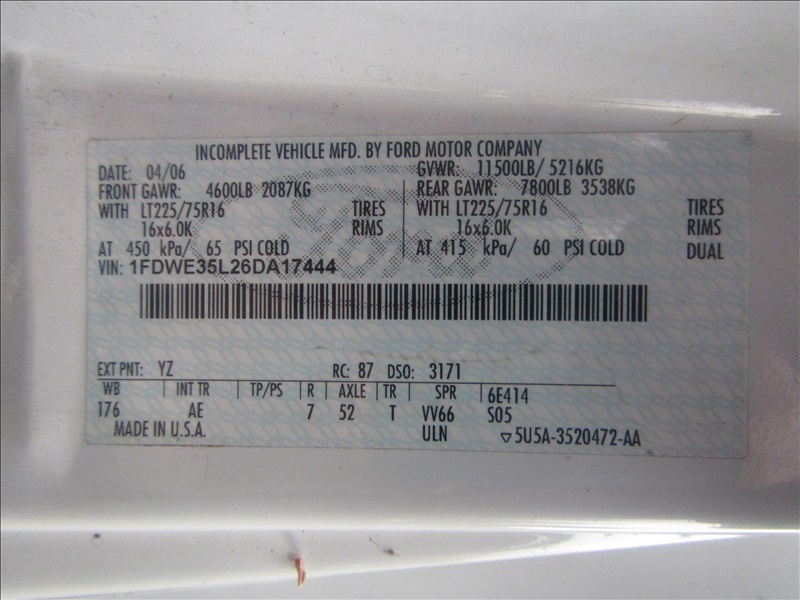 INCOMPLETE VEHICLE MFD. BY FORD MOTOR COMPANY
DATE: 04/06 GVWR: 11500LB/ 5216KG
FRONT GAWR: 4600LB 2087KG REAR GAWR: 7800LB 3538KG
WITH LT225/75R16 TIRES WITH LT225/75R16 TIRES
16x6.0K RIMS 16x6.0K RIMS
AT 450 kPa/ 65 PSI COLD AT 415 kPa/ 60 PSI COLD DUAL
VIN: 1FDWE35L26DA17444
Ford
EXT PNT: YZ RC: 87 DSO: 3171
WB INT TR TP/PS R AXLE TR SPR 6E414
176 AE 7 52 T VV66 S05
MADE IN U.S.A. ULN ▽5U5A-3520472-AA